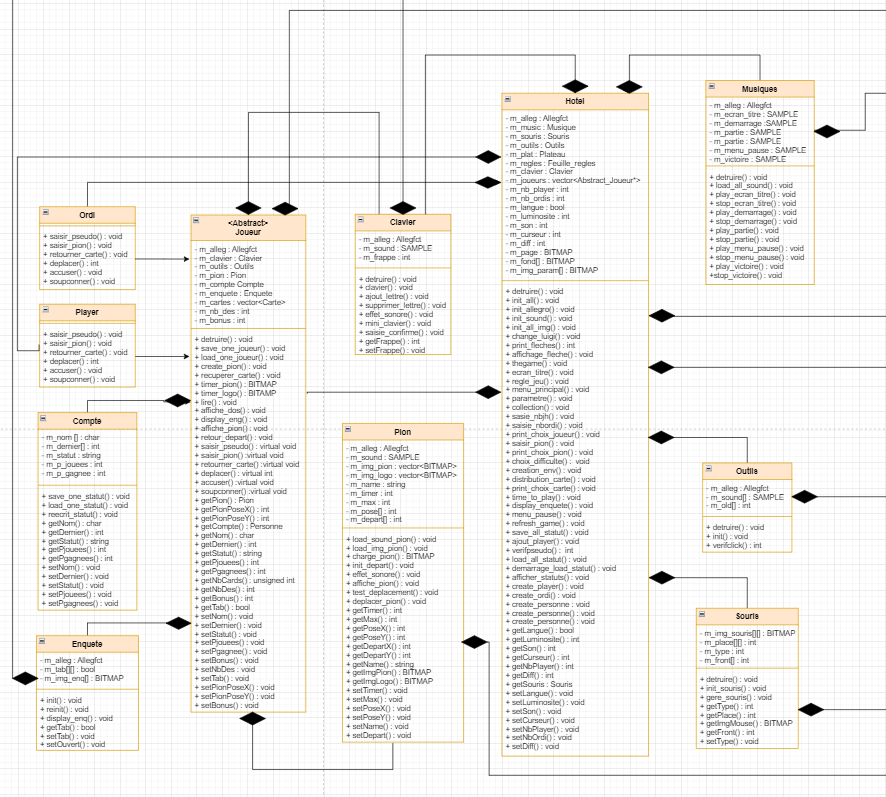 Hotel
- m_alleg : Allegfct
- m_music : Musique
- m_souris : Souris
- m_outils : Outils
- m_plat : Plateau
- m_regles : Feuille_regles
- m_clavier : Clavier
- m_joueurs : vector<Abstract_Joueur*>
- m_nb_player : int
- m_nb_ordis : int
- m_langue : bool
- m_luminosite : int
- m_son : int
- m_curseur : int
- m_diff : int
- m_page : BITMAP
- m_fond[] : BITMAP
- m_img_param[] : BITMAP
+ detruire() : void
+ init_all() : void
+ init_allegro() : void
+ init_sound() : void
+ init_all_img() : void
+ change_luigi() : void
+ print_fleches() : void
+ affichage_fleche() : void
+ thegame() : void
+ ecran_titre() : void
+ regle_jeu() : void
+ menu_principal() : void
+ parametre() : void
+ collection() : void
+ sasie_nbjh() : void
+ saisie_nbordi() : void
+ print_choix_joueur() : void
+ saisir_pion() : void
+ print_choix_pion() : void
+ choix_difficulte() : void
+ creation_env() : void
+ distribution_carte() : void
+ print_choix_carte() : void
+ time_to_play() : void
+ display_enquete() : void
+ menu_pause() : void
+ refresh_game() : void
+ save_all_statut() : void
+ ajout_player() : void
+ verifpseudo() : int
+ load_all_statut() : void
+ demarrage_load_statut() : void
+ afficher_statuts() : void
+ create_player() : void
+ create_ordi() : void
+ create_personne : void
+ create_personne() : void
+ create_personne() : void
+ getLangue() : bool
+ getLuminosite() : int
+ getSon() : int
+ getCurseur() : int
+ getNbPlayer() : int
+ getDiff() : int
+ getSouris : Souris
+ setLangue() : void
+ setLuminosite() : void
+ setSon() : void
+ setCurseur() : void
+ setNbPlayer() : void
+ setNbOrdi() : void
+ setDiff() : void
Musiques
- m_alleg : Allegfct
- m_ecran_titre : SAMPLE
- m_demarrage :SAMPLE
- m_partie : SAMPLE
- m_partie : SAMPLE
- m_menu_pause : SAMPLE
- m_victoire : SAMPLE
+ detruire() : void
+ load_all_sound() : void
+ play_ecran_titre() : void
+ stop_ecran_titre() : void
+ play_demarrage() : void
+ stop_demarrage() : void
+ play_partie() : void
+ stop_partie() : void
+ play_menu_pause() : void
+ stop_menu_pause() : void
+ play_victoire() : void
+stop_victoire() : void
Ordi
+ saisir_pseudo() : void
+ saisir_pion() : void
+ retourner_carte() : void
+ deplacer() : int
+ accuser() : void
+ soupconner() : void
<Abstract>
Joueur
- m_alleg : Allegfct
- m_clavier : Clavier
- m_outils : Outils
- m_pion : Pion
- m_compte Compte
- m_enquete : Enquete
- m_cartes : vector<Carte>
- m_nb_des : int
- m_bonus : int
+ detruire() : void
+ save_one_joueur() : void
+ load_one_joueur() : void
+ create_pion() : void
+ recuperer_carte() : void
+ timer_pion() : BITMAP
+ timer_logo() : BITAMP
+ lire() : void
+ affiche_dos() : void
+ display_eng() : void
+ affiche_pion() : void
+ retour_depart() : void
+ saisir_pseudo() : virtual void
+ saisir_pion() :virtual void
+ retourner_carte() :virtual void
+ deplacer() : virtual int
+ accuser() :virtual void
+ soupconner() :virtual void
+ getPion() : Pion
+ getPionPoseX() : int
+ getPionPoseY() : int
+ getCompte() : Personne
+ getNom() : char
+ getDernier() : int
+ getStatut() : string
+ getPjouees() : int
+ getPgagnees() : int
+ getNbCards() : unsigned int
+ getNbDes() : int
+ getBonus() : int
+ getTab() : bool
+ setNom() : void
+ setDernier() : void
+ setStatut() : void
+ setPjouees() : void
+ setPgagnee() : void
+ setBonus() : void
+ setNbDes : void
+ setTab() : void
+ setPionPoseX() : void
+ setPionPoseY() : void
+ setBonus() : void
Clavier
- m_alleg : Allegfct
- m_sound : SAMPLE
- m_frappe : int
+ detruire() : void
+ clavier() : void
+ ajout_lettre() : void
+ supprimer_lettre() : void
+ effet_sonore() : void
+ mini_clavier() : void
+ saisie_confirme() : void
+ getFrappe() : int
+ setFrappe() : void
Player
+ saisir_pseudo() : void
+ saisir_pion() : void
+ retourner_carte() : void
+ deplacer() : int
+ accuser() : void
+ soupconner() : void
Compte
- m_nom [] : char
- m_dernier[] : int
- m_statut : string
- m_p_jouees : int
- m_p_gagnee : int
+ save_one_statut() : void
+ load_one_statut() : void
+ reecrit_statut() : void
+ getNom() : char
+ getDernier() : int
+ getStatut() : string
+ getPjouees() : int
+ getPgagnees() : int
+ setNom() : void
+ setDernier() : void
+ setStatut() : void
+ setPjouees() : void
+ setPgagnees() : void
Pion
- m_alleg : Allegfct
- m_sound : SAMPLE
- m_img_pion : vector<BITMAP>
- m_img_logo : vector<BITMAP>
- m_name : string
- m_timer : int
- m_max : int
- m_pose[] : int
- m_depart[] : int
+ load_sound_pion() : void
+ load_img_pion() : void
+ charge_pion() : BITMAP
+ init_depart() : void
+ effet_sonore() : void
+ affiche_pion() : void
+ test_deplacement() : void
+ deplacer_pion() : void
+ getTimer() : int
+ getMax() : int
+ getPoseX() : int
+ getPoseY() : int
+ getDepartX() : int
+ getDepartY() : int
+ getName() : string
+ getImgPion() : BITMAP
+ getImgLogo() : BITMAP
+ setTimer() : void
+ setMax() : void
+ setPoseX() : void
+ setPoseY() : void
+ setName() : void
+ setDepart() : void
Outils
- m_alleg : Allegfct
- m_sound[] : SAMPLE
- m_old[] : int
+ detruire() : void
+ init() : void
+ verifclick() : int
Souris
- m_img_souris[][] : BITMAP
- m_place[][] : int
- m_type : int
- m_front[] : int
+ detruire() : void
+ init_souris() : void
+ gere_souris() : void
+ getType() : int
+ getPlace() : int
+ getImgMouse() : BITMAP
+ getFront() : int
+ setType() : void
Enquete
- m_alleg : Allegfct
- m_tab[][] : bool
- m_img_enq[] : BITMAP
+ init() : void
+ reinit() : void
+ display_enq() : void
+ getTab() : bool
+ setTab() : void
+ setOuvert() : void